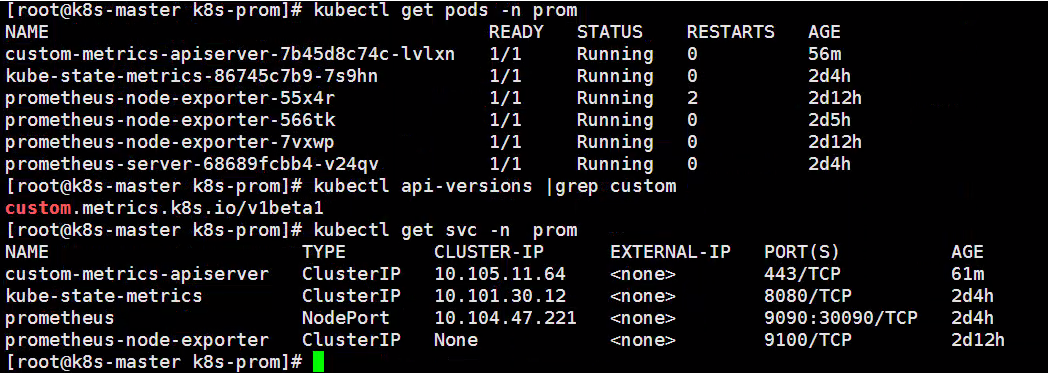 [root@k8s-master k8s-prom]# kubectl get pods -n prom
NAME READY STATUS RESTARTS AGE
custom-metrics-apiserver-7b45d8c74c-lvlxn 1/1 Running 0 56m
kube-state-metrics-86745c7b9-7s9hn 1/1 Running 0 2d4h
prometheus-node-exporter-55x4r 1/1 Running 2 2d12h
prometheus-node-exporter-566tk 1/1 Running 0 2d5h
prometheus-node-exporter-7vxwp 1/1 Running 0 2d12h
prometheus-server-68689fcbb4-v24qv 1/1 Running 0 2d4h
[root@k8s-master k8s-prom]# kubectl api-versions |grep custom
custom.metrics.k8s.io/v1beta1
[root@k8s-master k8s-prom]# kubectl get svc -n  prom
NAME TYPE CLUSTER-IP EXTERNAL-IP PORT(S) AGE
custom-metrics-apiserver ClusterIP 10.105.11.64 <none> 443/TCP 61m
kube-state-metrics ClusterIP 10.101.30.12 <none> 8080/TCP 2d4h
prometheus NodePort 10.104.47.221 <none> 9090:30090/TCP 2d4h
prometheus-node-exporter ClusterIP None <none> 9100/TCP 2d12h
[root@k8s-master k8s-prom]#